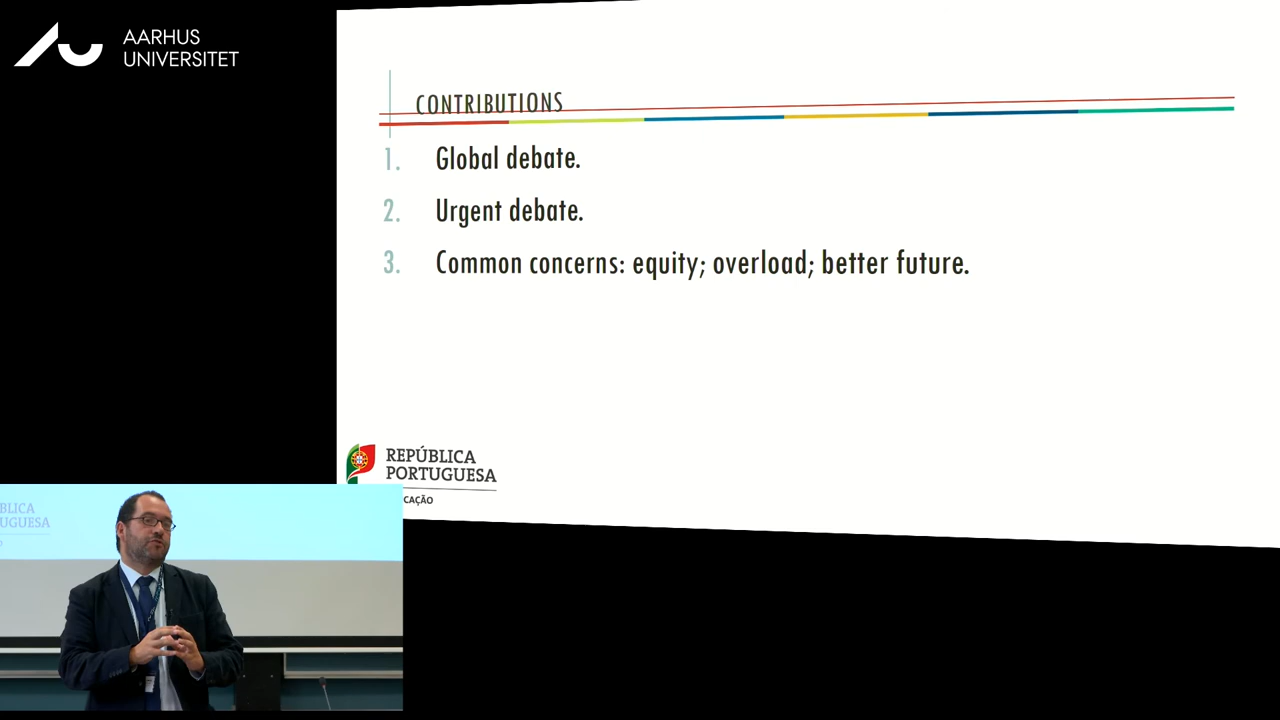 AARHUS
UNIVERSITET
CONTRIBUTIONS
1. Global debate.
2. Urgent debate.
3. Common concerns: equity; overload; better future.
REPÚBLICA
PORTUGUESA
CAÇÃO
BLICA
UGUESA